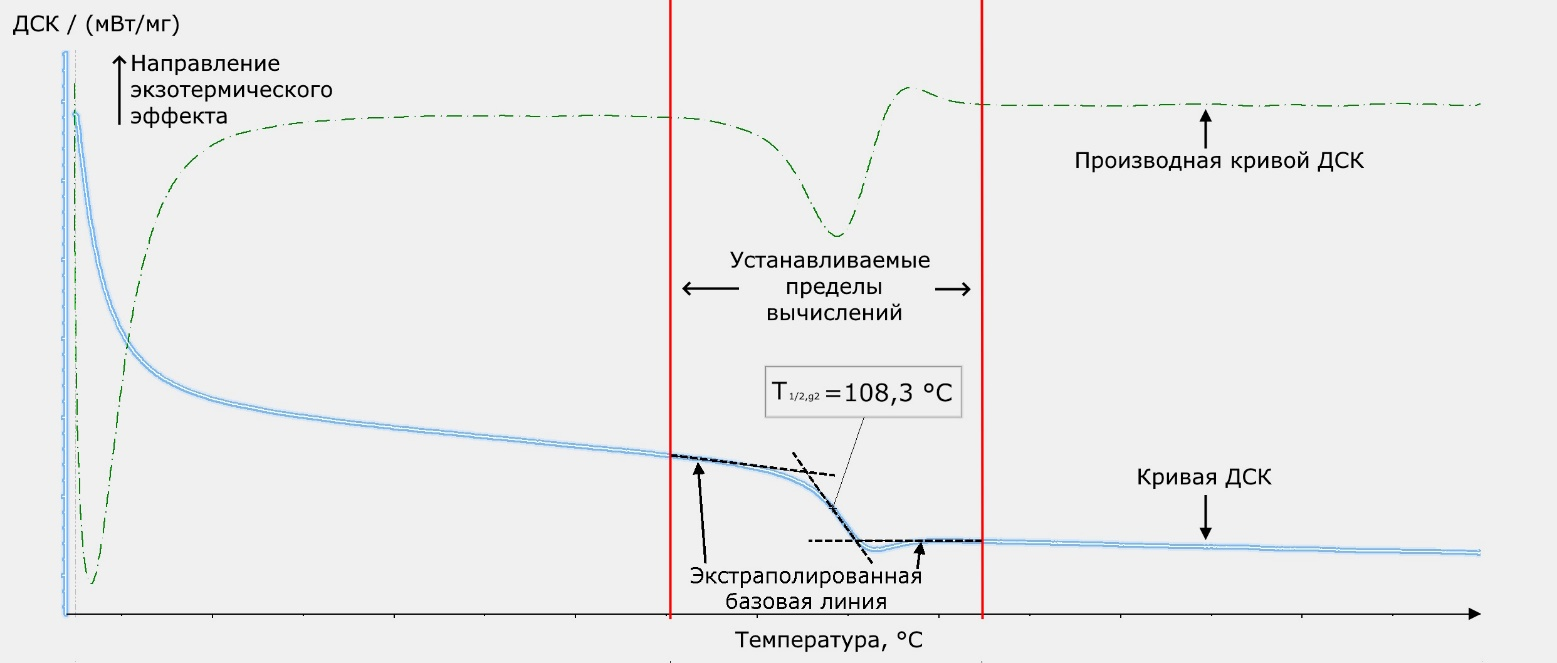 ДСК / (мВт/мг)
Направление
экзотермического
эффекта
Производная кривой ДСК
Устанавливаемые
пределы
вычислений
T1/2,g2 =108,3 °C
Кривая ДСК
Экстраполированная
базовая линия
Температура, °C